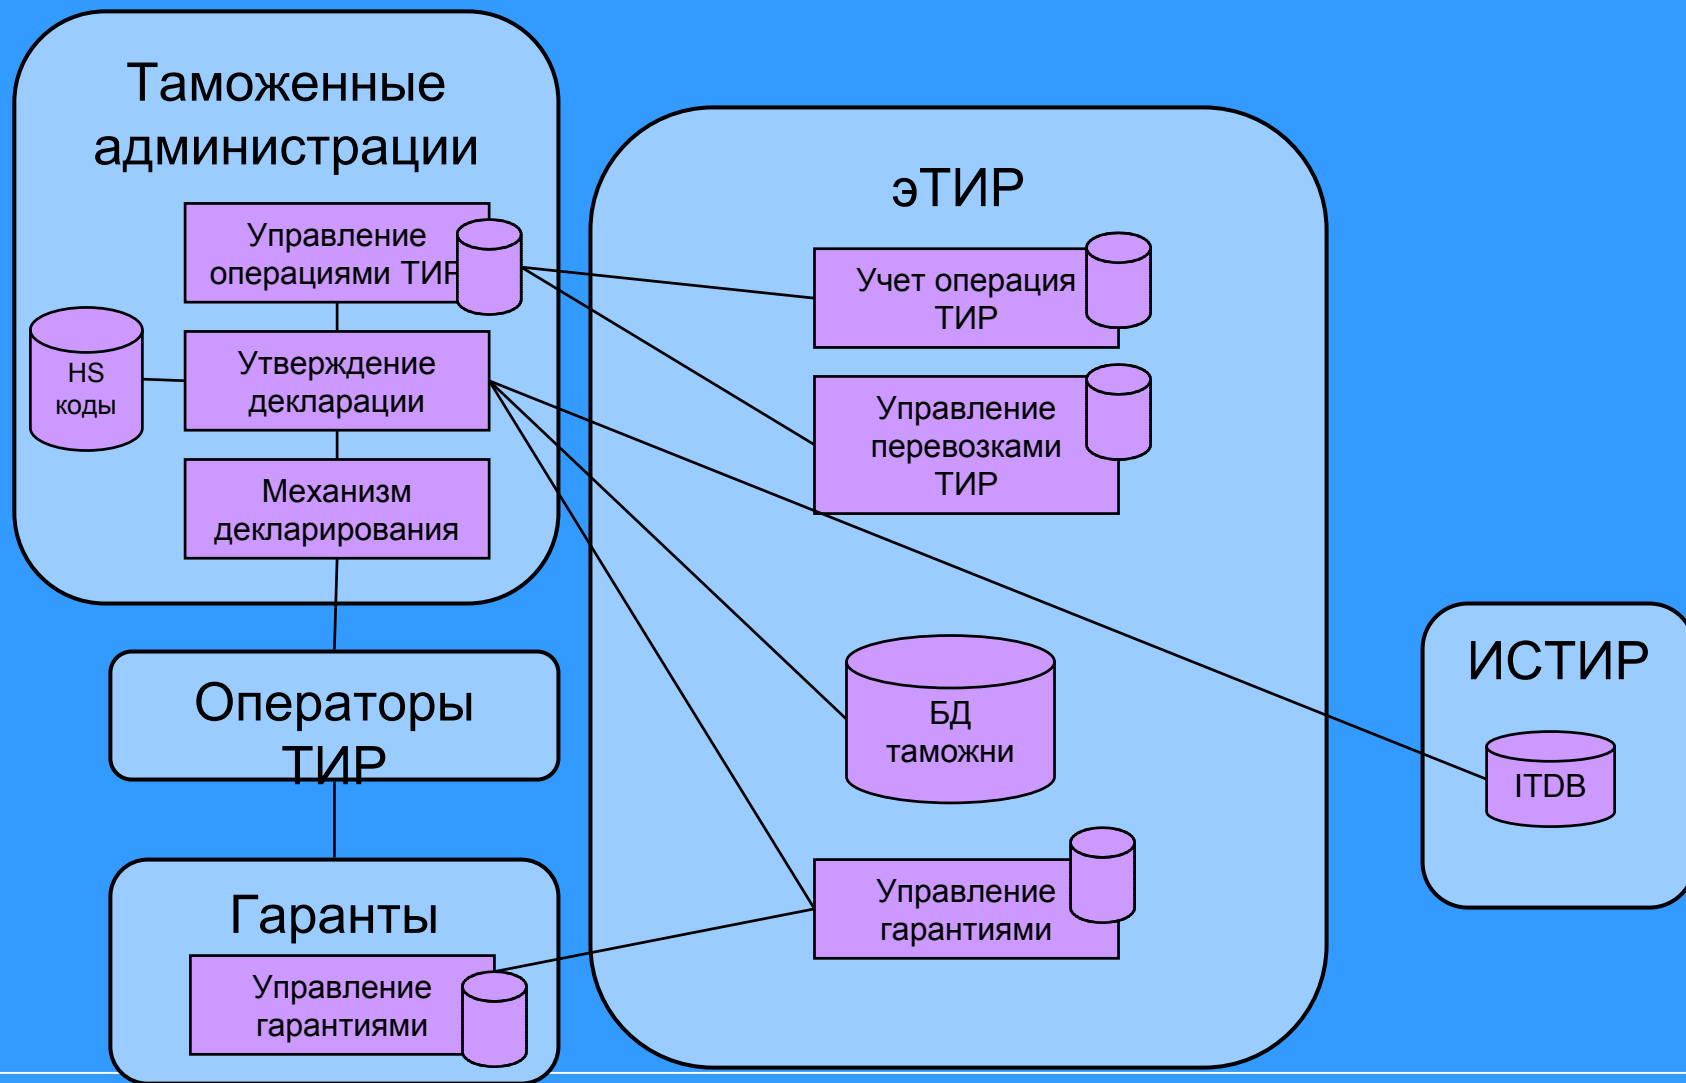 Таможенные
администрации
Управление
операциями ТИР
HS
коды
Утверждение
декларации
Механизм
декларирования
Операторы
ТИР
Гаранты
Управление
гарантиями
эТИР
Учет операция
ТИР
Управление
перевозками
ТИР
БД
таможни
Управление
гарантиями
ИСТИР
ITDB